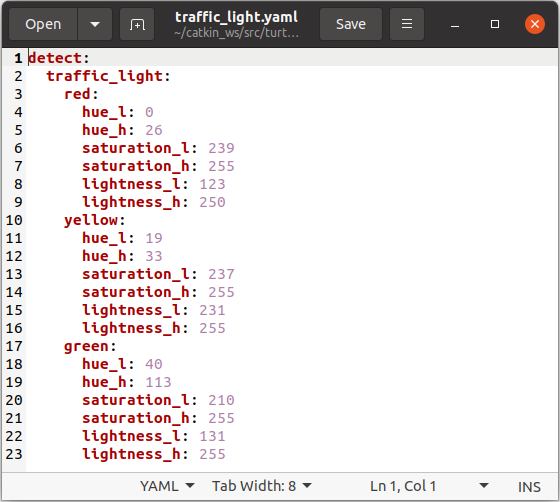 Open
traffic_light.yaml
~/catkin_ws/src/turt...
Save
1 detect:
2   traffic_light:
3     red:
4       hue_l: 0
5       hue_h: 26
6       saturation_l: 239
7       saturation_h: 255
8       lightness_l: 123
9       lightness_h: 250
10     yellow:
11       hue_l: 19
12       hue_h: 33
13       saturation_l: 237
14       saturation_h: 255
15       lightness_l: 231
16       lightness_h: 255
17     green:
18       hue_l: 40
19       hue_h: 113
20       saturation_l: 210
21       saturation_h: 255
22       lightness_l: 131
23       lightness_h: 255
YAML Tab Width: 8 Ln 1, Col 1 INS